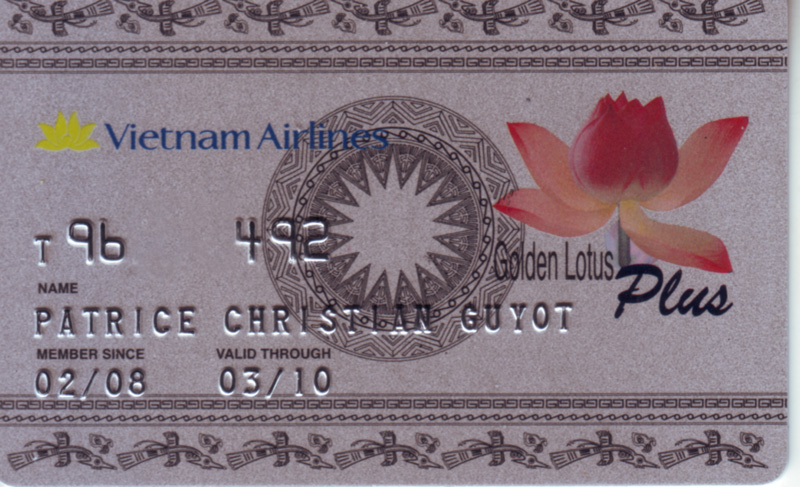 Vietnam Airlines
T 96 492
Golden Lotus
Plus
NAME
PATRICE CHRISTIAN GUYOT
MEMBER SINCE VALID THROUGH
02/08 03/10